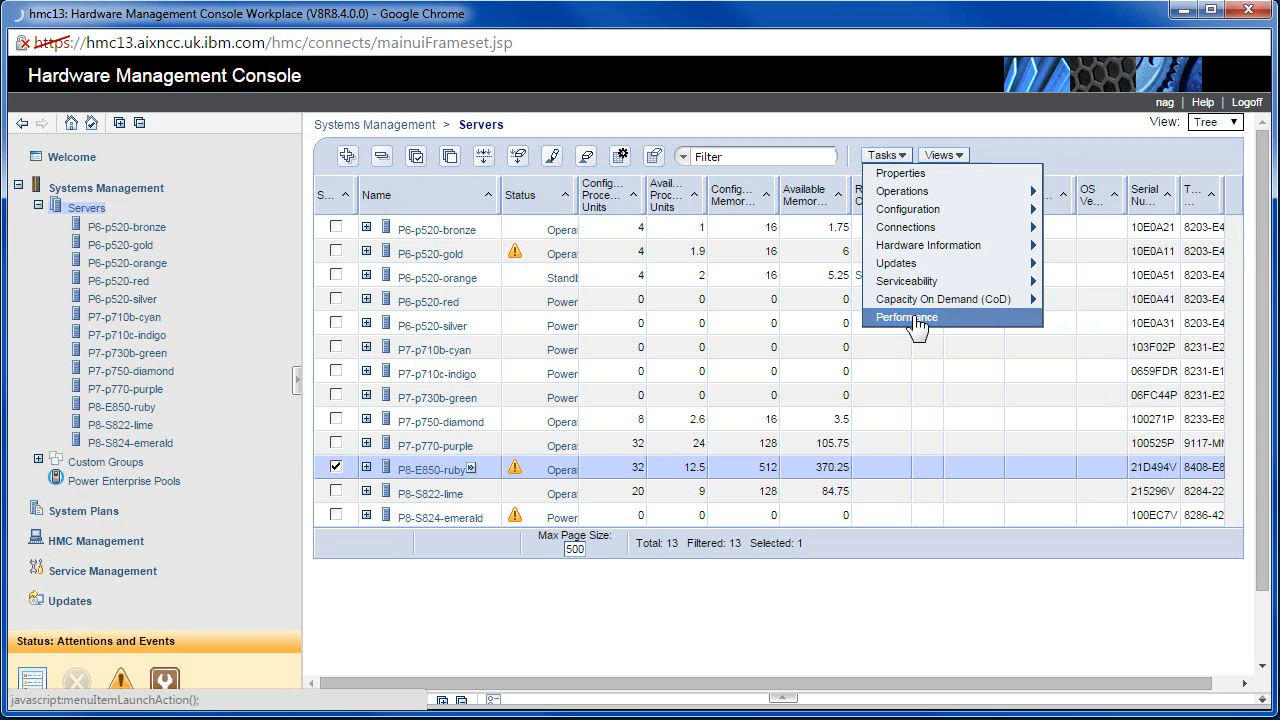 hmc13: Hardware Management Console Workplace (V8R8.4.0.0) - Google Chrome
https://hmc13.aixncc.uk.ibm.com/hmc/connects/mainuiFrameset.jsp
Hardware Management Console
nag | Help | Logoff
Systems Management > Servers
View: Tree
Welcome
Systems Management
Servers
P6-p520-bronze
P6-p520-gold
P6-p520-orange
P6-p520-red
P6-p520-silver
P7-p710b-cyan
P7-p710c-indigo
P7-p730b-green
P7-p750-diamond
P7-p770-purple
P8-E850-ruby
P8-S822-lime
P8-S824-emerald
Custom Groups
Power Enterprise Pools
System Plans
HMC Management
Service Management
Updates
Status: Attentions and Events
javascript:menuItemLaunchAction();
Filter
Tasks Views
Properties
Operations
Configuration
Connections
Hardware Information
Updates
Serviceability
Capacity On Demand (CoD)
Performance
S... Name Status Config... Proce... Units Avail... Proc... Units Config... Memor... Available Memor... OS Ve... Serial Nu... T...
P6-p520-bronze Operat 4 1 16 1.75 10E0A21 8203-E4
P6-p520-gold Operat 4 1.9 16 6 10E0A11 8203-E4
P6-p520-orange Standb 4 2 16 5.25 S 10E0A51 8203-E4
P6-p520-red Power 0 0 0 0 10E0A41 8203-E4
P6-p520-silver Power 0 0 0 0 10E0A31 8203-E4
P7-p710b-cyan Power 0 0 0 0 103F02P 8231-E2
P7-p710c-indigo Power 0 0 0 0 0659FDR 8231-E1
P7-p730b-green Power 0 0 0 0 06FC44P 8231-E2
P7-p750-diamond Operat 8 2.6 16 3.5 100271P 8233-E8
P7-p770-purple Operat 32 24 128 105.75 100525P 9117-MM
P8-E850-ruby Operat 32 12.5 512 370.25 21D494V 8408-E8
P8-S822-lime Operat 20 9 128 84.75 215296V 8284-22
P8-S824-emerald Power 0 0 0 0 100EC7V 8286-42
Max Page Size:
500
Total: 13 Filtered: 13 Selected: 1